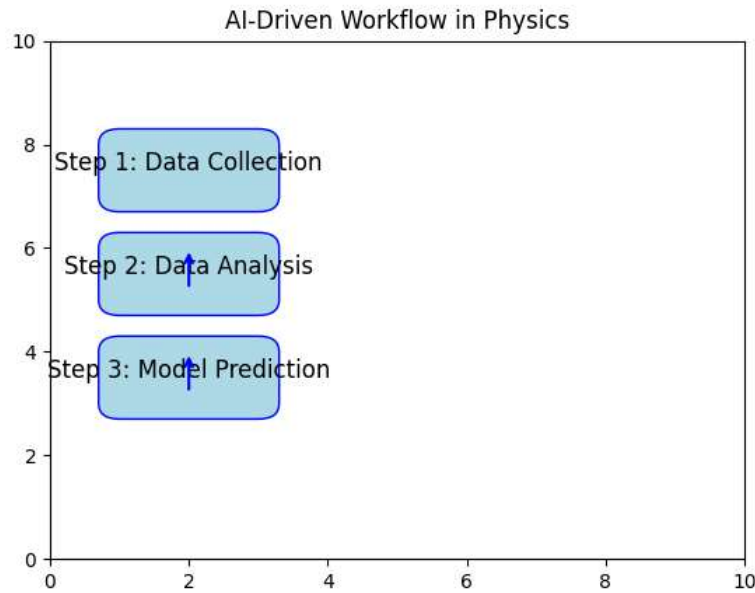 AI-Driven Workflow in Physics
10
8
Step 1: Data Collection
6
Step 2: Data Analysis
4
Step 3: Model Prediction
2
0
0 2 4 6 8 10